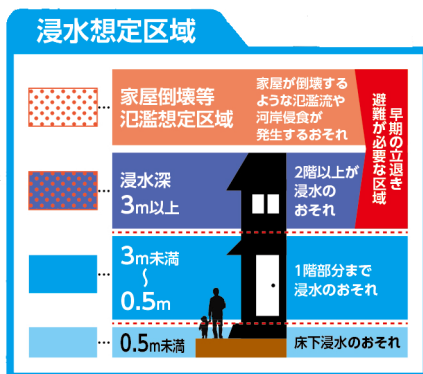 浸水想定区域
家屋倒壊等
氾濫想定区域
家屋が倒壊する
ような氾濫流や
河岸侵食が
発生するおそれ
早期の立退き
避難が必要な区域
浸水深
3m以上
2階以上が
浸水の
おそれ
3m未満
〜
0.5m
1階部分まで
浸水のおそれ
0.5m未満
床下浸水のおそれ